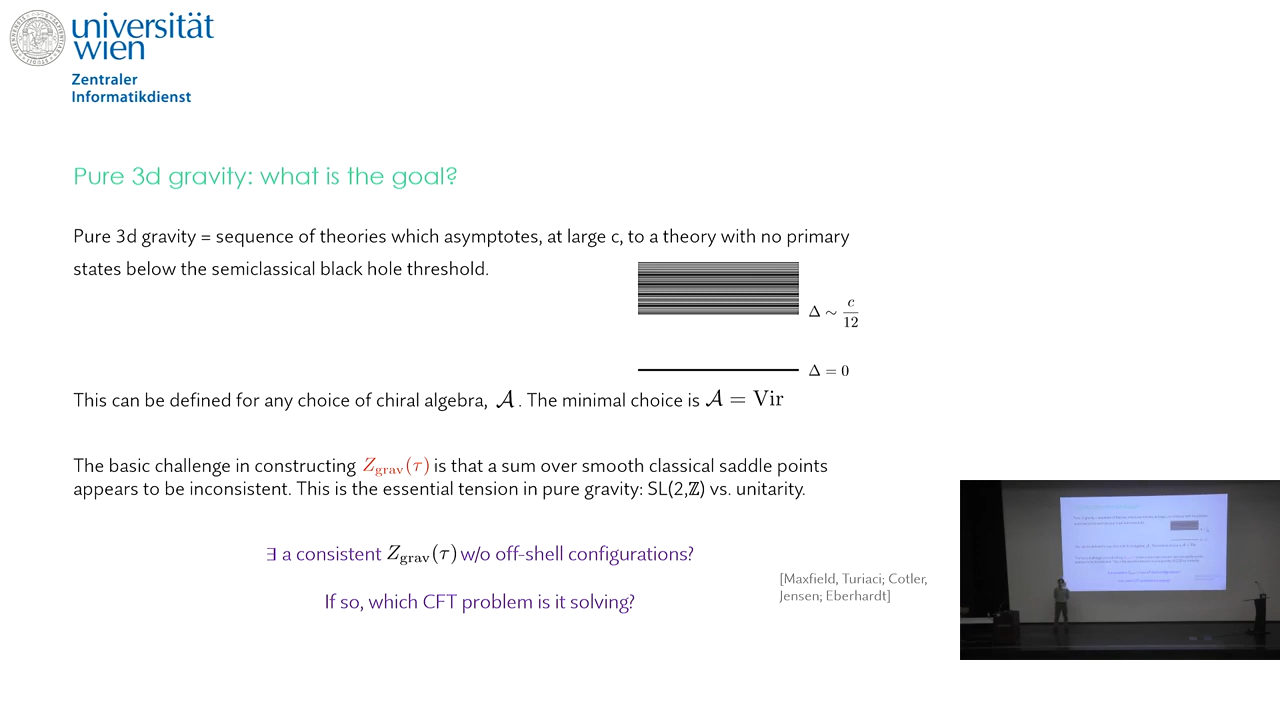 universität
wien
Zentraler
Informatikdienst
Pure 3d gravity: what is the goal?
Pure 3d gravity = sequence of theories which asymptotes, at large c, to a theory with no primary
states below the semiclassical black hole threshold.
Δ ∼ c/12
Δ = 0
This can be defined for any choice of chiral algebra, 𝒜. The minimal choice is 𝒜 = Vir
The basic challenge in constructing Z_grav(τ) is that a sum over smooth classical saddle points
appears to be inconsistent. This is the essential tension in pure gravity: SL(2,ℤ) vs. unitarity.
∃ a consistent Z_grav(τ) w/o off-shell configurations?
[Maxfield, Turiaci; Cotler,
Jensen; Eberhardt]
If so, which CFT problem is it solving?